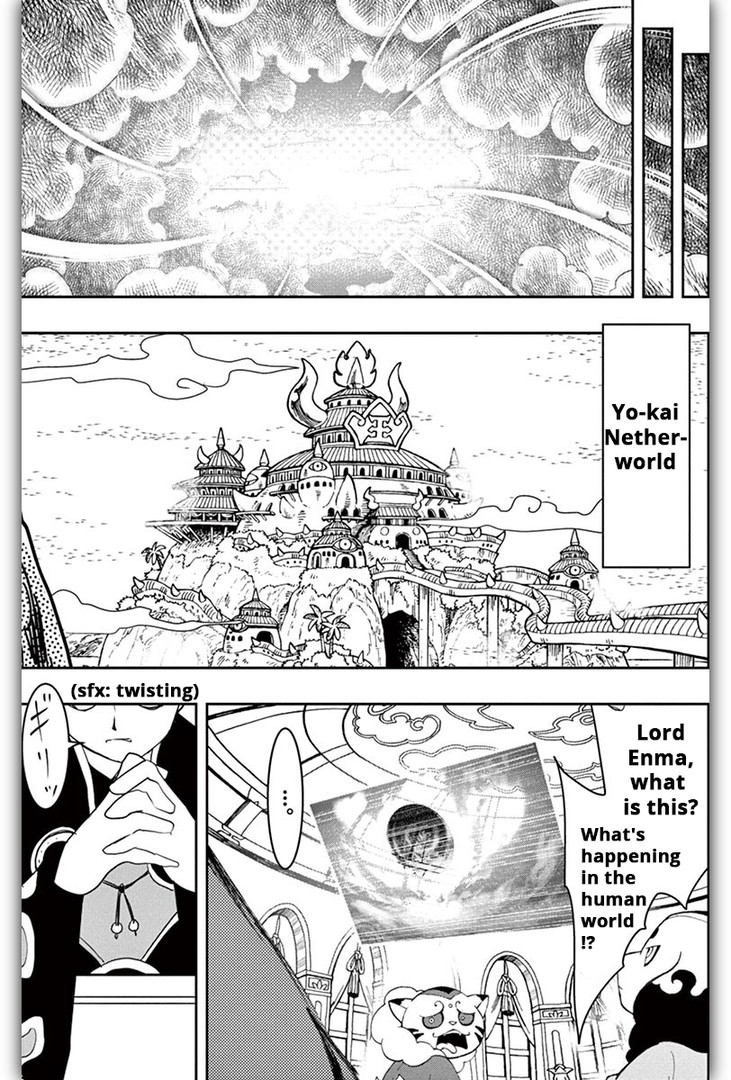 Yo-kai
Nether-
world
王
Lord
Enma,
what
is this?
What's
happening
in the
human
world
!?
…。
(sfx: twisting)
ギッ